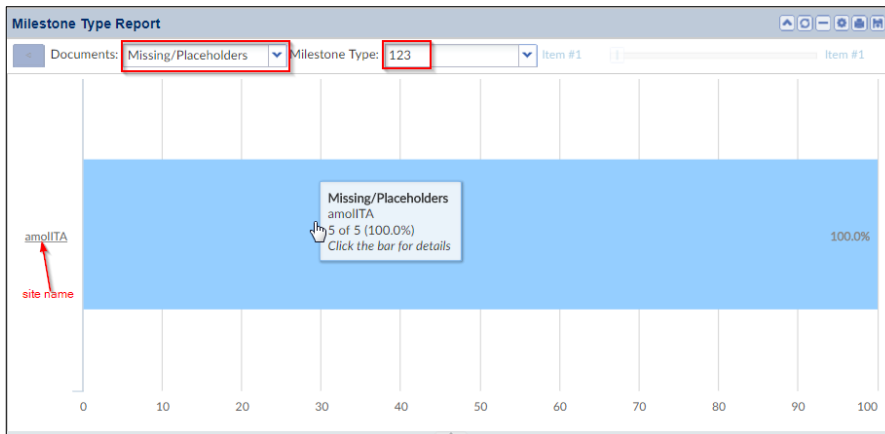 Milestone Type Report
Documents: Missing/Placeholders Milestone Type: 123 Item #1 Item #1
Missing/Placeholders
amolITA
5 of 5 (100.0%)
Click the bar for details
amolITA
100.0%
site name
0 10 20 30 40 50 60 70 80 90 100